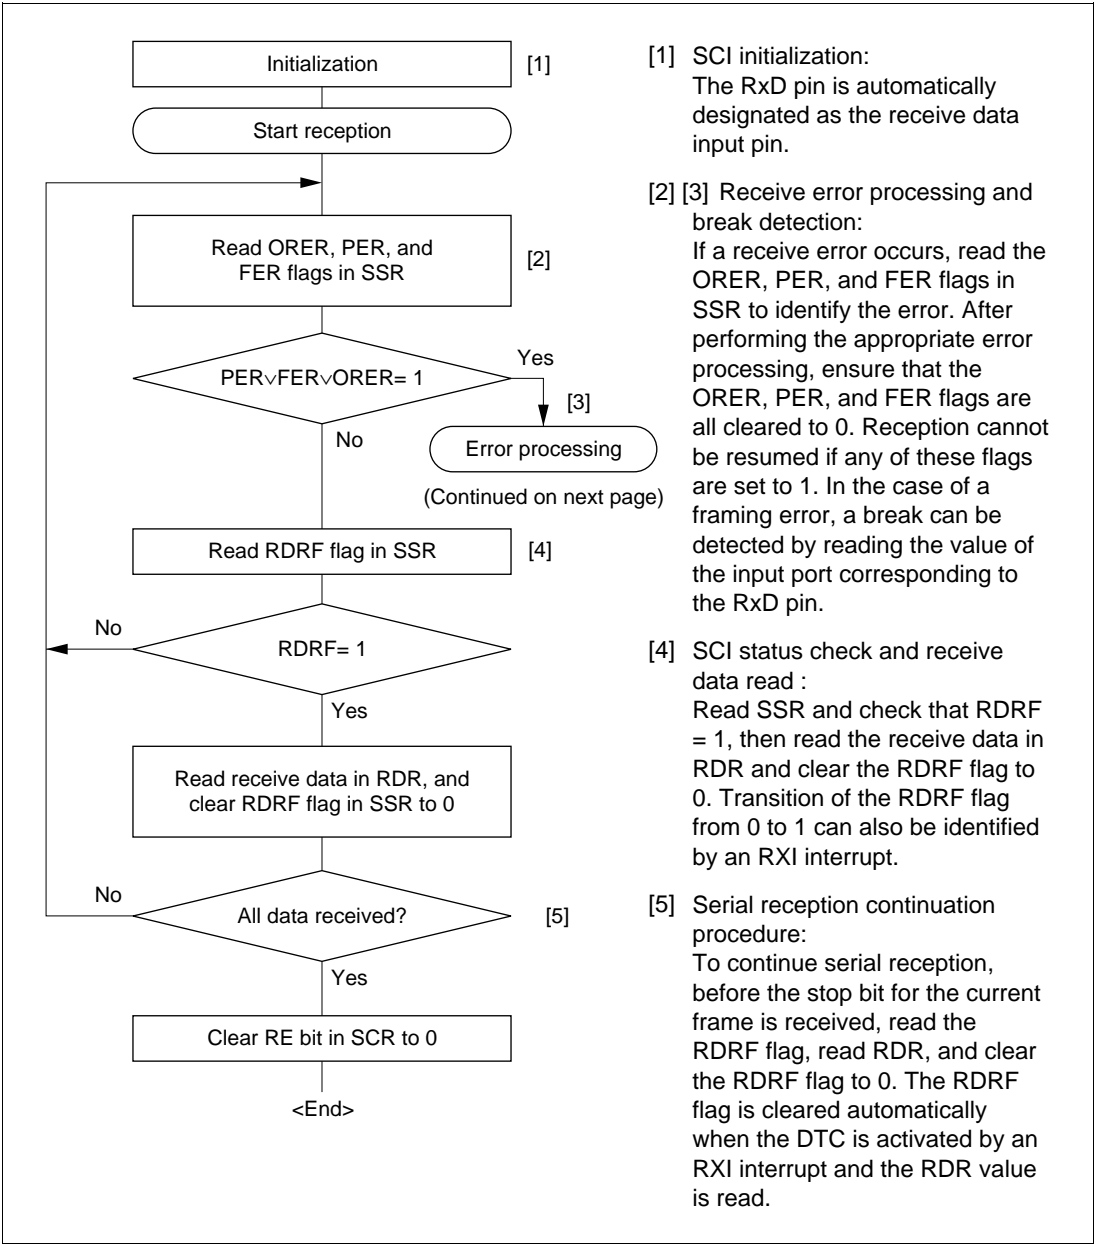 Initialization
[1]
Start reception
Read ORER, PER, and
FER flags in SSR
[2]
PER∨FER∨ORER= 1
Yes
[3]
No
Error processing
(Continued on next page)
Read RDRF flag in SSR
[4]
No
RDRF= 1
Yes
Read receive data in RDR, and
clear RDRF flag in SSR to 0
No
All data received?
[5]
Yes
Clear RE bit in SCR to 0
<End>
[1] SCI initialization:
The RxD pin is automatically
designated as the receive data
input pin.
[2] [3] Receive error processing and
break detection:
If a receive error occurs, read the
ORER, PER, and FER flags in
SSR to identify the error. After
performing the appropriate error
processing, ensure that the
ORER, PER, and FER flags are
all cleared to 0. Reception cannot
be resumed if any of these flags
are set to 1. In the case of a
framing error, a break can be
detected by reading the value of
the input port corresponding to
the RxD pin.
[4] SCI status check and receive
data read :
Read SSR and check that RDRF
= 1, then read the receive data in
RDR and clear the RDRF flag to
0. Transition of the RDRF flag
from 0 to 1 can also be identified
by an RXI interrupt.
[5] Serial reception continuation
procedure:
To continue serial reception,
before the stop bit for the current
frame is received, read the
RDRF flag, read RDR, and clear
the RDRF flag to 0. The RDRF
flag is cleared automatically
when the DTC is activated by an
RXI interrupt and the RDR value
is read.